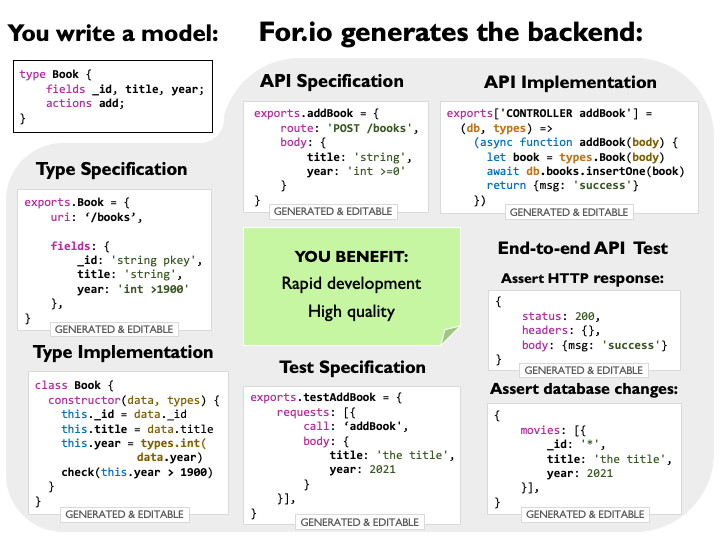 You write a model:
type Book {
    fields _id, title, year;
    actions add;
}
For.io generates the backend:
Type Specification
exports.Book = {
    uri: ‘/books’,
    fields: {
        _id: 'string pkey',
        title: 'string',
        year: 'int >1900'
    },
}
GENERATED & EDITABLE
Type Implementation
class Book {
  constructor(data, types) {
    this._id = data._id
    this.title = data.title
    this.year = types.int(
                data.year)
    check(this.year > 1900)
  }
}
GENERATED & EDITABLE
API Specification
exports.addBook = {
    route: 'POST /books',
    body: {
        title: 'string',
        year: 'int >=0'
    }
}
GENERATED & EDITABLE
API Implementation
exports['CONTROLLER addBook'] =
  (db, types) =>
    (async function addBook(body) {
      let book = types.Book(body)
      await db.books.insertOne(book)
      return {msg: 'success'}
    })
GENERATED & EDITABLE
YOU BENEFIT:
Rapid development
High quality
Test Specification
exports.testAddBook = {
    requests: [{
        call: ‘addBook',
        body: {
            title: 'the title',
            year: 2021
        }
    }],
}
GENERATED & EDITABLE
End-to-end API Test
Assert HTTP response:
{
    status: 200,
    headers: {},
    body: {msg: 'success'}
}
GENERATED & EDITABLE
Assert database changes:
{
    movies: [{
        _id: '*',
        title: 'the title',
        year: 2021
    }],
}
GENERATED & EDITABLE